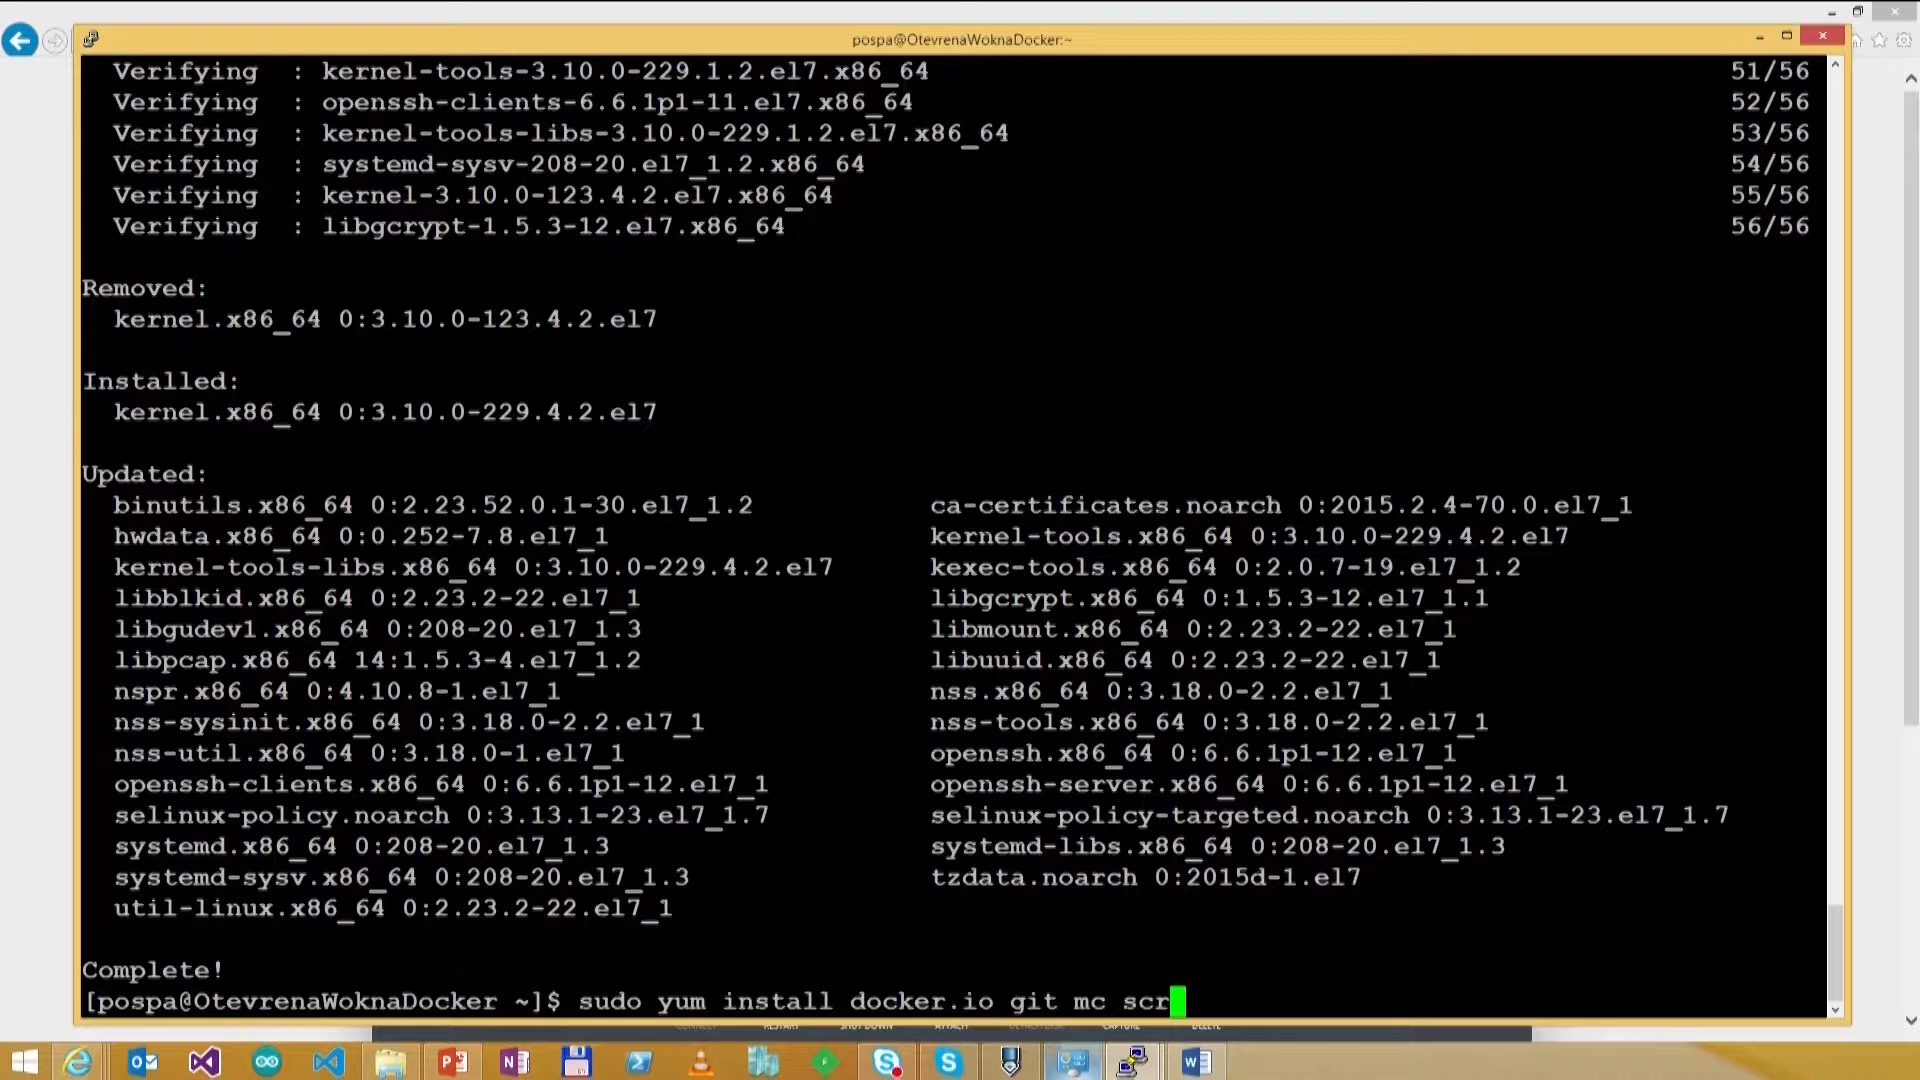 pospa@OtevrenaWoknaDocker:~
Verifying : kernel-tools-3.10.0-229.1.2.el7.x86_64 51/56
Verifying : openssh-clients-6.6.1p1-11.el7.x86_64 52/56
Verifying : kernel-tools-libs-3.10.0-229.1.2.el7.x86_64 53/56
Verifying : systemd-sysv-208-20.el7_1.2.x86_64 54/56
Verifying : kernel-3.10.0-123.4.2.el7.x86_64 55/56
Verifying : libgcrypt-1.5.3-12.el7.x86_64 56/56
Removed:
kernel.x86_64 0:3.10.0-123.4.2.el7
Installed:
kernel.x86_64 0:3.10.0-229.4.2.el7
Updated:
binutils.x86_64 0:2.23.52.0.1-30.el7_1.2 ca-certificates.noarch 0:2015.2.4-70.0.el7_1
hwdata.x86_64 0:0.252-7.8.el7_1 kernel-tools.x86_64 0:3.10.0-229.4.2.el7
kernel-tools-libs.x86_64 0:3.10.0-229.4.2.el7 kexec-tools.x86_64 0:2.0.7-19.el7_1.2
libblkid.x86_64 0:2.23.2-22.el7_1 libgcrypt.x86_64 0:1.5.3-12.el7_1.1
libgudev1.x86_64 0:208-20.el7_1.3 libmount.x86_64 0:2.23.2-22.el7_1
libpcap.x86_64 14:1.5.3-4.el7_1.2 libuuid.x86_64 0:2.23.2-22.el7_1
nspr.x86_64 0:4.10.8-1.el7_1 nss.x86_64 0:3.18.0-2.2.el7_1
nss-sysinit.x86_64 0:3.18.0-2.2.el7_1 nss-tools.x86_64 0:3.18.0-2.2.el7_1
nss-util.x86_64 0:3.18.0-1.el7_1 openssh.x86_64 0:6.6.1p1-12.el7_1
openssh-clients.x86_64 0:6.6.1p1-12.el7_1 openssh-server.x86_64 0:6.6.1p1-12.el7_1
selinux-policy.noarch 0:3.13.1-23.el7_1.7 selinux-policy-targeted.noarch 0:3.13.1-23.el7_1.7
systemd.x86_64 0:208-20.el7_1.3 systemd-libs.x86_64 0:208-20.el7_1.3
systemd-sysv.x86_64 0:208-20.el7_1.3 tzdata.noarch 0:2015d-1.el7
util-linux.x86_64 0:2.23.2-22.el7_1
Complete!
[pospa@OtevrenaWoknaDocker ~]$ sudo yum install docker.io git mc scr